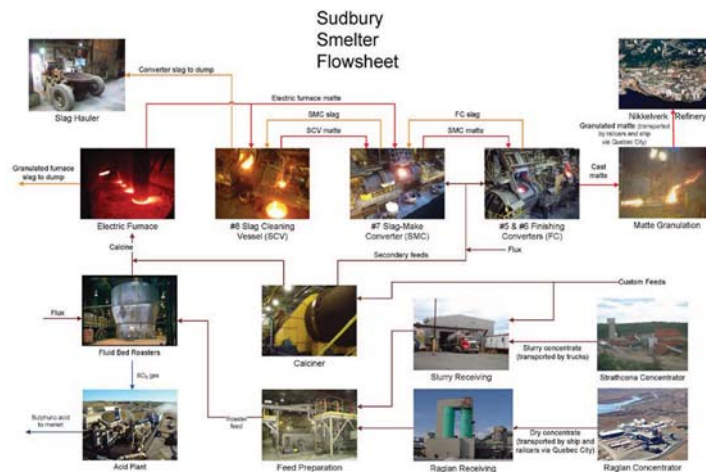 Sudbury
Smelter
Flowsheet
Converter slag to dump
Slag Hauler
Electric furnace matte
SMC slag
SCV matte
FC slag
SMC matte
Nikkelverk Refinery
Granulated matte (transported
by railcars and ship
via Quebec City)
Granulated furnace
slag to dump
Cast
matte
Electric Furnace
#8 Slag Cleaning
Vessel (SCV)
#7 Slag-Make
Converter (SMC)
#5 & #6 Finishing
Converters (FC)
Matte Granulation
Calcine
Secondary feeds
Flux
Flux
Custom Feeds
Fluid Bed Roasters
Calciner
Slurry Receiving
Slurry concentrate
(transported by trucks)
Strathcona Concentrator
SO₂ gas
Sulphuric acid
to market
Roaster
feed
Dry concentrate
(transported by ship and
railcars via Quebec City)
Acid Plant
Feed Preparation
Raglan Receiving
Raglan Concentrator